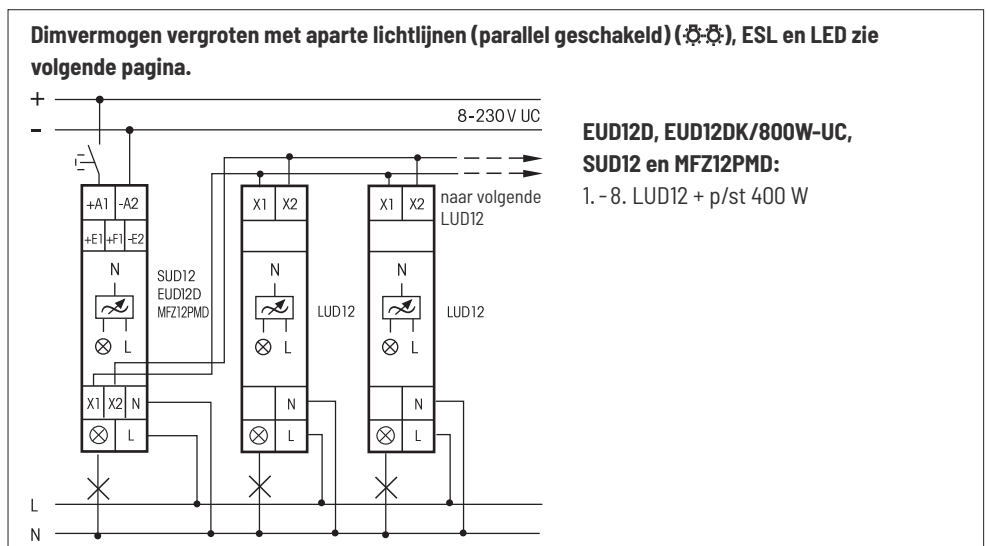 Dimvermogen vergroten met aparte lichtlijnen (parallel geschakeld) (-), ESL en LED zie
volgende pagina.
+
8-230 V UC
-
EUD12D, EUD12DK/800W-UC,
SUD12 en MFZ12PMD:
1. - 8. LUD12 + p/st 400 W
+A1 -A2
X1 X2
X1 X2
naar volgende
LUD12
+E1 +F1 -E2
N
SUD12
EUD12D
MFZ12PMD
L
N
LUD12
L
N
LUD12
L
X1 X2 N
L
N
L
N
L
L
N